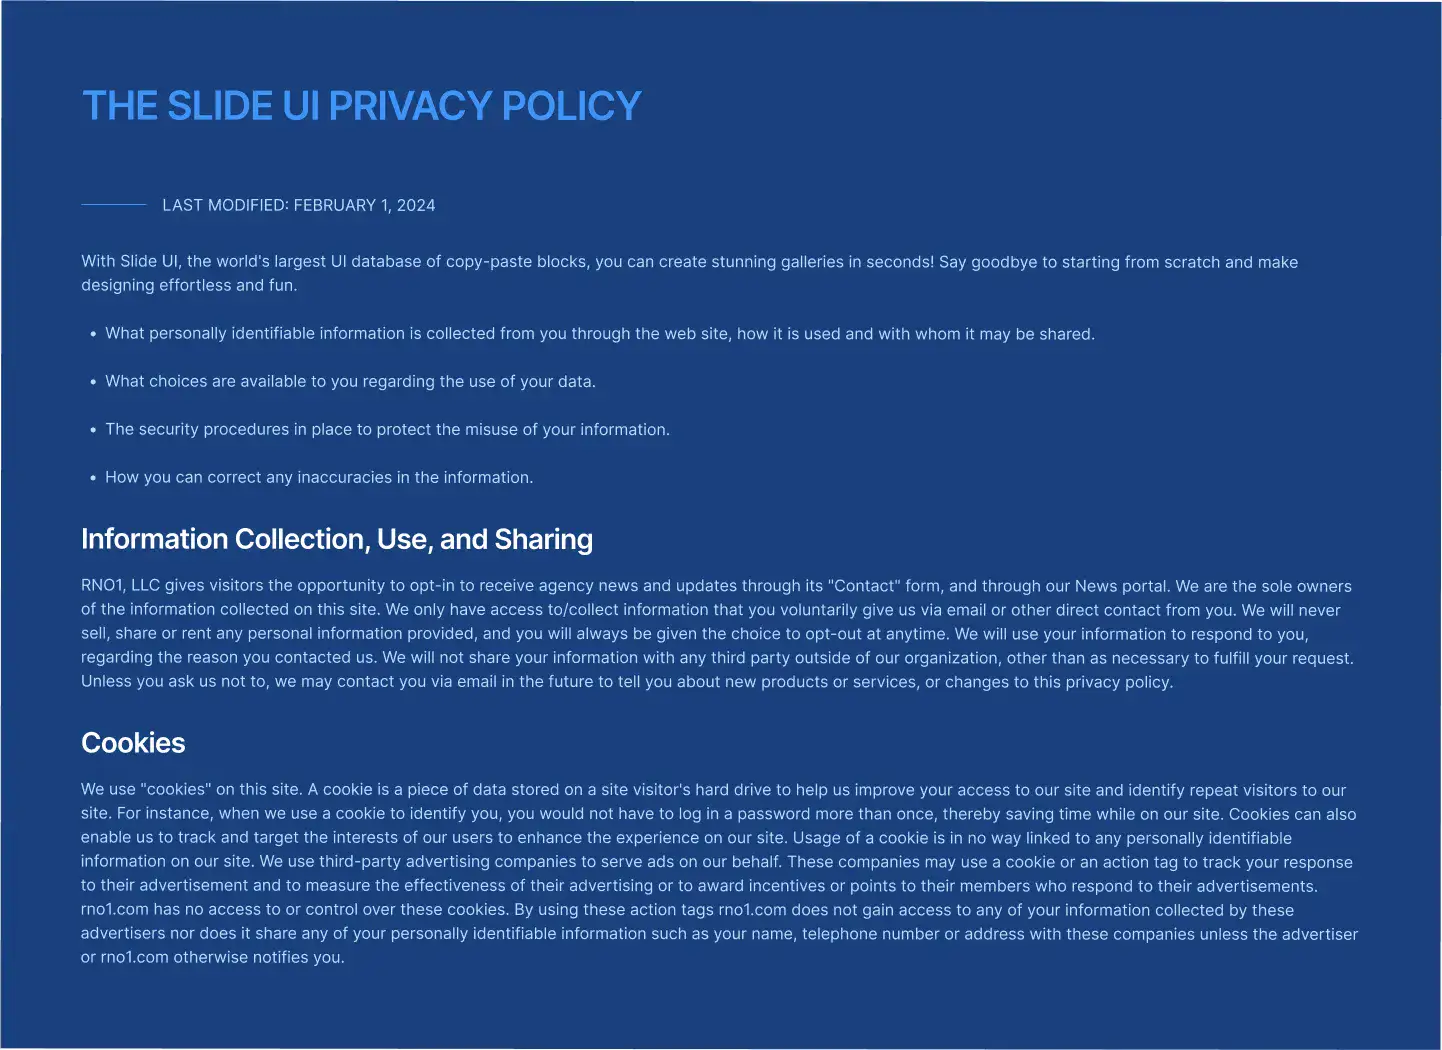 THE SLIDE UI PRIVACY POLICY
LAST MODIFIED: FEBRUARY 1, 2024
With Slide UI, the world's largest UI database of copy-paste blocks, you can create stunning galleries in seconds! Say goodbye to starting from scratch and make
designing effortless and fun.
• What personally identifiable information is collected from you through the web site, how it is used and with whom it may be shared.
• What choices are available to you regarding the use of your data.
• The security procedures in place to protect the misuse of your information.
• How you can correct any inaccuracies in the information.
Information Collection, Use, and Sharing
RNO1, LLC gives visitors the opportunity to opt-in to receive agency news and updates through its "Contact" form, and through our News portal. We are the sole owners
of the information collected on this site. We only have access to/collect information that you voluntarily give us via email or other direct contact from you. We will never
sell, share or rent any personal information provided, and you will always be given the choice to opt-out at anytime. We will use your information to respond to you,
regarding the reason you contacted us. We will not share your information with any third party outside of our organization, other than as necessary to fulfill your request.
Unless you ask us not to, we may contact you via email in the future to tell you about new products or services, or changes to this privacy policy.
Cookies
We use "cookies" on this site. A cookie is a piece of data stored on a site visitor's hard drive to help us improve your access to our site and identify repeat visitors to our
site. For instance, when we use a cookie to identify you, you would not have to log in a password more than once, thereby saving time while on our site. Cookies can also
enable us to track and target the interests of our users to enhance the experience on our site. Usage of a cookie is in no way linked to any personally identifiable
information on our site. We use third-party advertising companies to serve ads on our behalf. These companies may use a cookie or an action tag to track your response
to their advertisement and to measure the effectiveness of their advertising or to award incentives or points to their members who respond to their advertisements.
rno1.com has no access to or control over these cookies. By using these action tags rno1.com does not gain access to any of your information collected by these
advertisers nor does it share any of your personally identifiable information such as your name, telephone number or address with these companies unless the advertiser
or rno1.com otherwise notifies you.